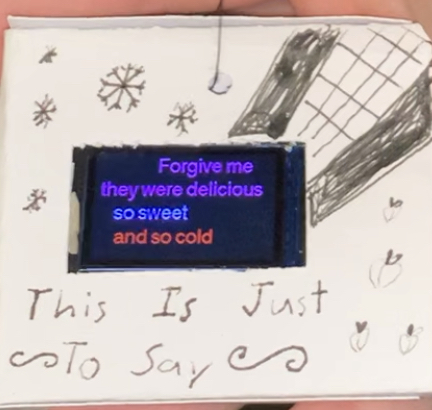 Forgive me
they were delicious
so sweet
and so cold
This Is Just
To Say